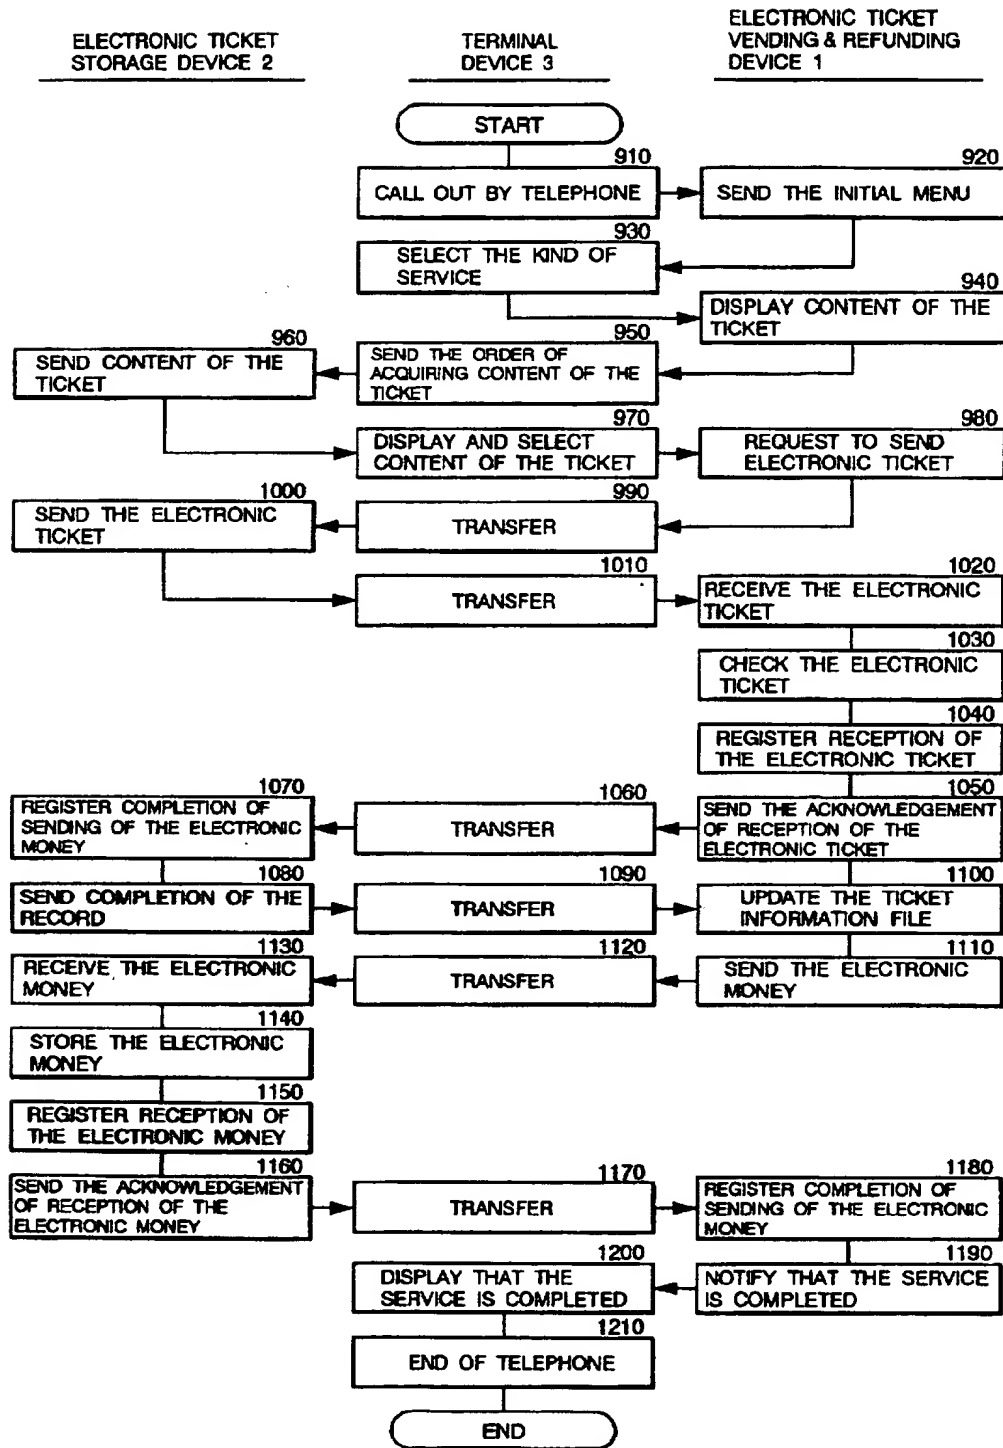 ELECTRONIC TICKET
STORAGE DEVICE 2
TERMINAL
DEVICE 3
ELECTRONIC TICKET
VENDING & REFUNDING
DEVICE 1
START
910
CALL OUT BY TELEPHONE
920
SEND THE INITIAL MENU
930
SELECT THE KIND OF
SERVICE
940
DISPLAY CONTENT OF THE
TICKET
950
SEND THE ORDER OF
ACQUIRING CONTENT OF THE
TICKET
960
SEND CONTENT OF THE
TICKET
970
DISPLAY AND SELECT
CONTENT OF THE TICKET
980
REQUEST TO SEND
ELECTRONIC TICKET
990
TRANSFER
1000
SEND THE ELECTRONIC
TICKET
1010
TRANSFER
1020
RECEIVE THE ELECTRONIC
TICKET
1030
CHECK THE ELECTRONIC
TICKET
1040
REGISTER RECEPTION OF
THE ELECTRONIC TICKET
1050
SEND THE ACKNOWLEDGEMENT
OF RECEPTION OF THE
ELECTRONIC TICKET
1060
TRANSFER
1070
REGISTER COMPLETION OF
SENDING OF THE ELECTRONIC
MONEY
1080
SEND COMPLETION OF THE
RECORD
1090
TRANSFER
1100
UPDATE THE TICKET
INFORMATION FILE
1110
SEND THE ELECTRONIC
MONEY
1120
TRANSFER
1130
RECEIVE THE ELECTRONIC
MONEY
1140
STORE THE ELECTRONIC
MONEY
1150
REGISTER RECEPTION OF
THE ELECTRONIC MONEY
1160
SEND THE ACKNOWLEDGEMENT
OF RECEPTION OF THE
ELECTRONIC MONEY
1170
TRANSFER
1180
REGISTER COMPLETION OF
SENDING OF THE ELECTRONIC
MONEY
1190
NOTIFY THAT THE SERVICE
IS COMPLETED
1200
DISPLAY THAT THE
SERVICE IS COMPLETED
1210
END OF TELEPHONE
END